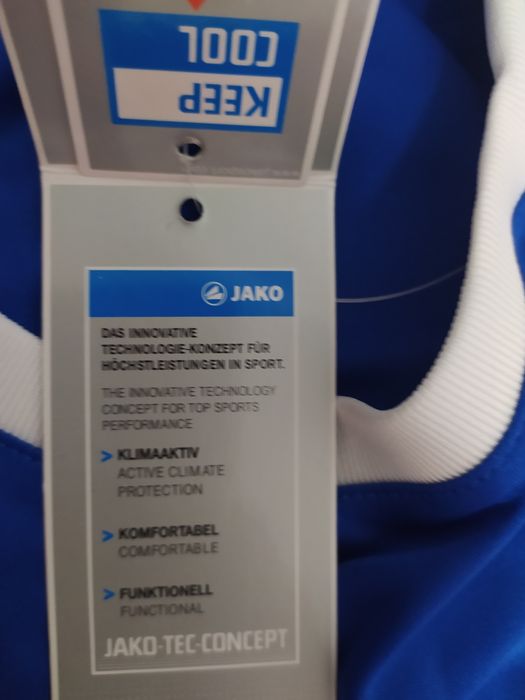 KEEP
COOL
JAKO
DAS INNOVATIVE
TECHNOLOGIE-KONZEPT FÜR
HÖCHSTLEISTUNGEN IN SPORT.
THE INNOVATIVE TECHNOLOGY
CONCEPT FOR TOP SPORTS
PERFORMANCE
> KLIMAAKTIV
ACTIVE CLIMATE
PROTECTION
> KOMFORTABEL
COMFORTABLE
> FUNKTIONELL
FUNCTIONAL
JAKO-TEC-CONCEPT